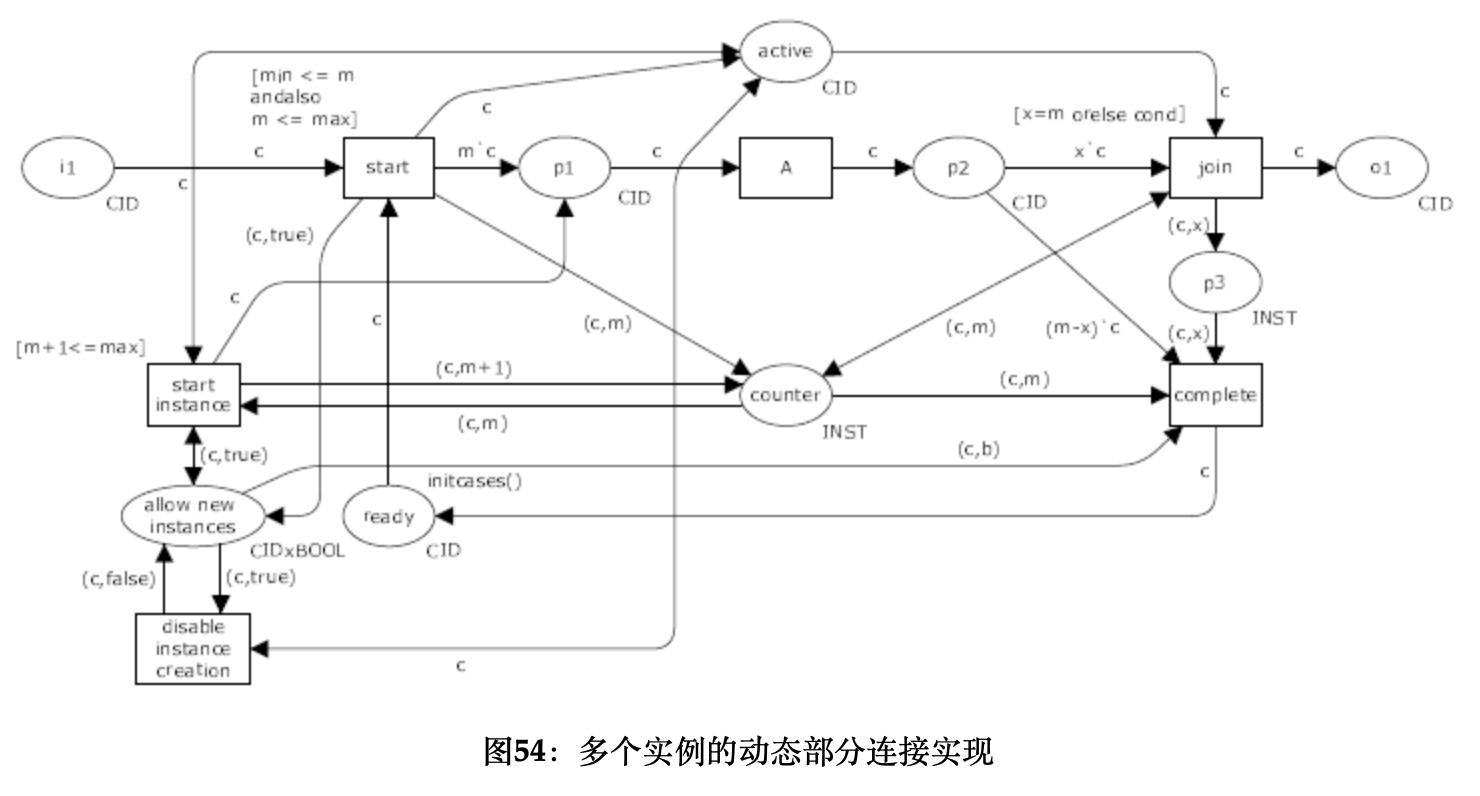 active
CID
[min <= m
andalso
m <= max]
c
c
[x=m orelse cond]
i1
CID
c
c
start
m`c
p1
CID
c
A
c
p2
CID
x`c
join
c
o1
CID
(c,true)
(c,x)
p3
INST
c
c
(c,m)
(c,m)
(m-x)`c
(c,x)
[m+1<=max]
start
instance
(c,m+1)
(c,m)
counter
INST
(c,m)
complete
(c,true)
(c,b)
c
initcases()
allow new
instances
CIDxBOOL
ready
CID
(c,false)
(c,true)
disable
instance
creation
c
图54：多个实例的动态部分连接实现